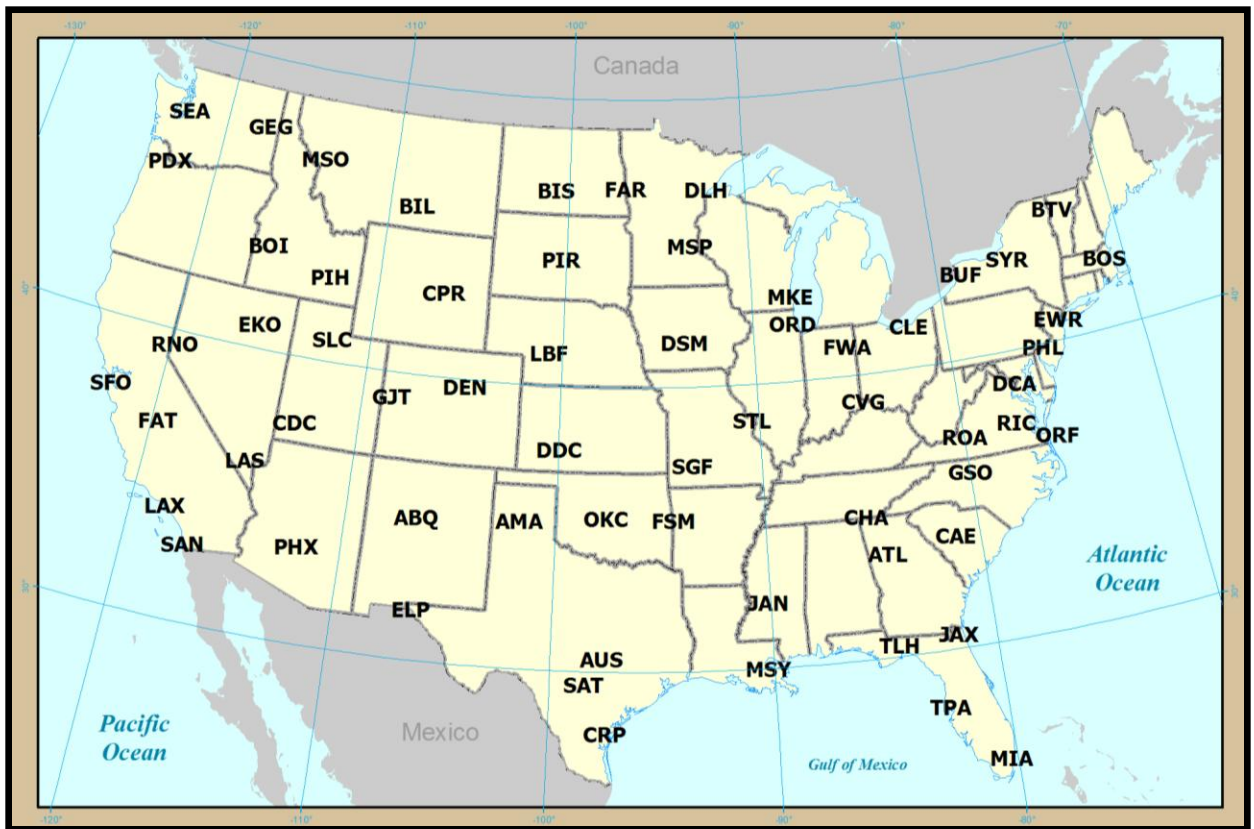 -130°
-120°
-110°
-100°
-90°
-80°
-70°
Canada
SEA
GEG
PDX
MSO
BIS
FAR
DLH
BIL
BTV
BOI
MSP
SYR
BOS
PIR
BUF
PIH
CPR
MKE
40°
40°
EKO
ORD
CLE
EWR
RNO
SLC
LBF
DSM
FWA
PHL
SFO
GJT
DEN
DCA
CVG
FAT
CDC
STL
RIC
ORF
ROA
DDC
LAS
SGF
GSO
LAX
ABQ
AMA
OKC
FSM
CHA
CAE
SAN
PHX
ATL
Atlantic
Ocean
30°
30°
ELP
JAN
JAX
TLH
AUS
MSY
SAT
TPA
Pacific
Ocean
Mexico
CRP
MIA
Gulf of Mexico
-120°
-110°
-100°
-90°
-80°